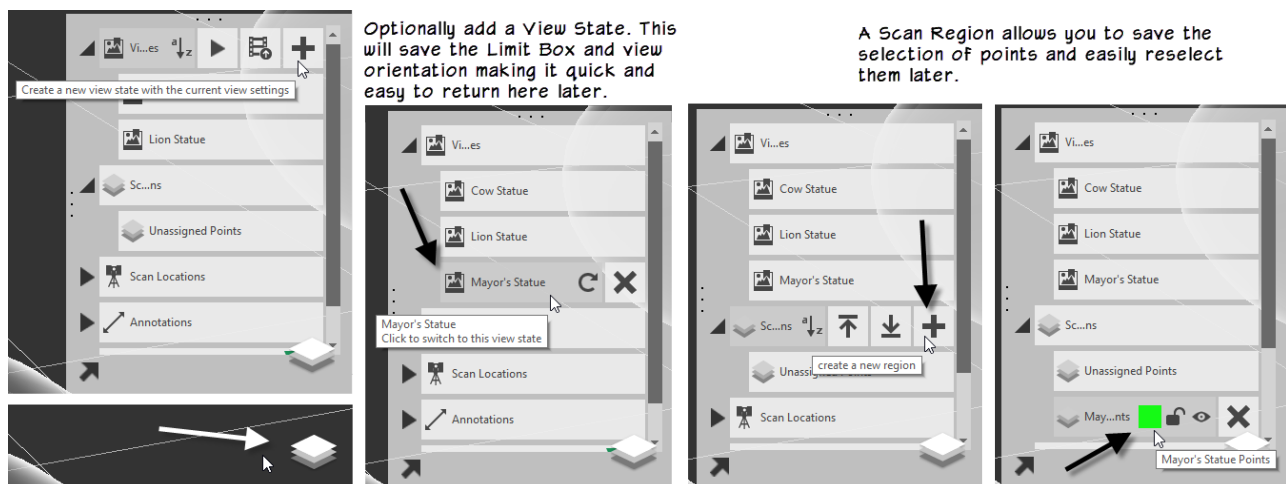 Vi...es
Create a new view state with the current view settings
Lion Statue
Sc...ns
Unassigned Points
Scan Locations
Annotations
Optionally add a View State. This
will save the Limit Box and view
orientation making it quick and
easy to return here later.
Vi...es
Cow Statue
Lion Statue
Mayor's Statue
Mayor's Statue
Click to switch to this view state
Scan Locations
Annotations
A Scan Region allows you to save the
selection of points and easily reselect
them later.
Vi...es
Cow Statue
Lion Statue
Mayor's Statue
Sc...ns
create a new region
Unassigned Points
Scan Locations
Vi...es
Cow Statue
Lion Statue
Mayor's Statue
Sc...ns
Unassigned Points
May...nts
Mayor's Statue Points